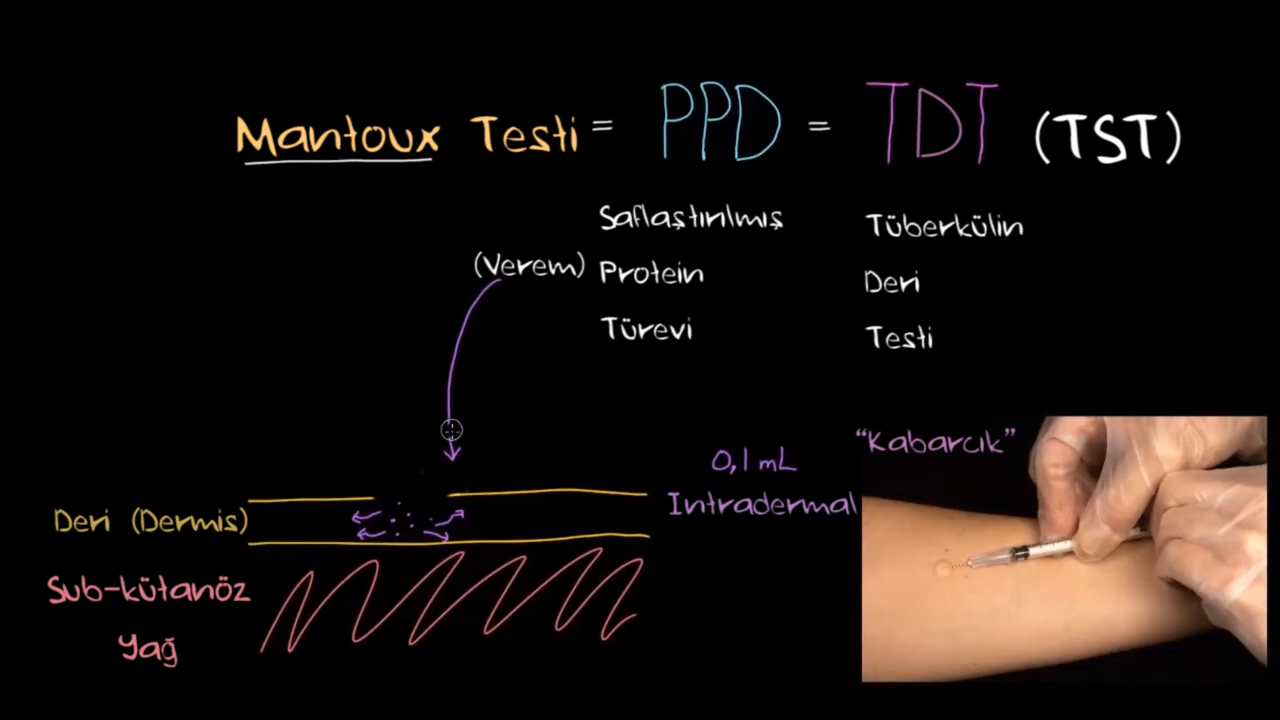 Mantoux Testi = PPD = TDT (TST)
Saflaştırılmış
Tüberkülin
(Verem) Protein
Deri
Türevi
Testi
"Kabarcık"
0,1 mL
Intradermal
Deri (Dermis)
Sub-kütanöz
Yağ